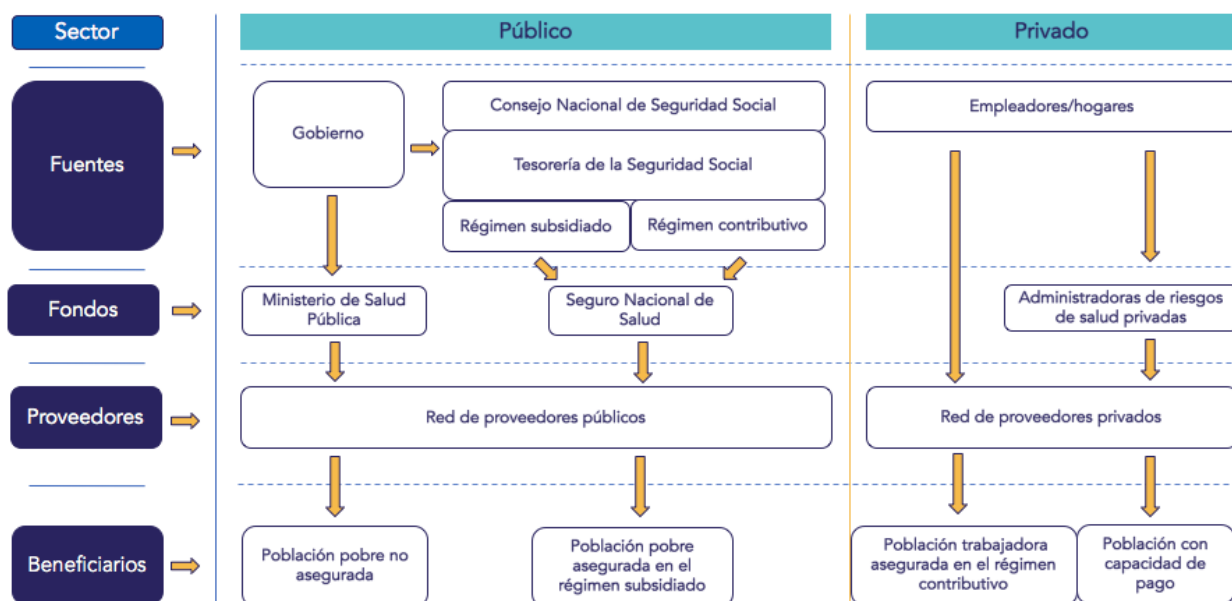 Sector
Público
Privado
Fuentes
Gobierno
Consejo Nacional de Seguridad Social
Tesorería de la Seguridad Social
Régimen subsidiado
Régimen contributivo
Empleadores/hogares
Fondos
Ministerio de Salud
Pública
Seguro Nacional de
Salud
Administradoras de riesgos
de salud privadas
Proveedores
Red de proveedores públicos
Red de proveedores privados
Beneficiarios
Población pobre no
asegurada
Población pobre
asegurada en el
régimen subsidiado
Población trabajadora
asegurada en el régimen
contributivo
Población con
capacidad de
pago